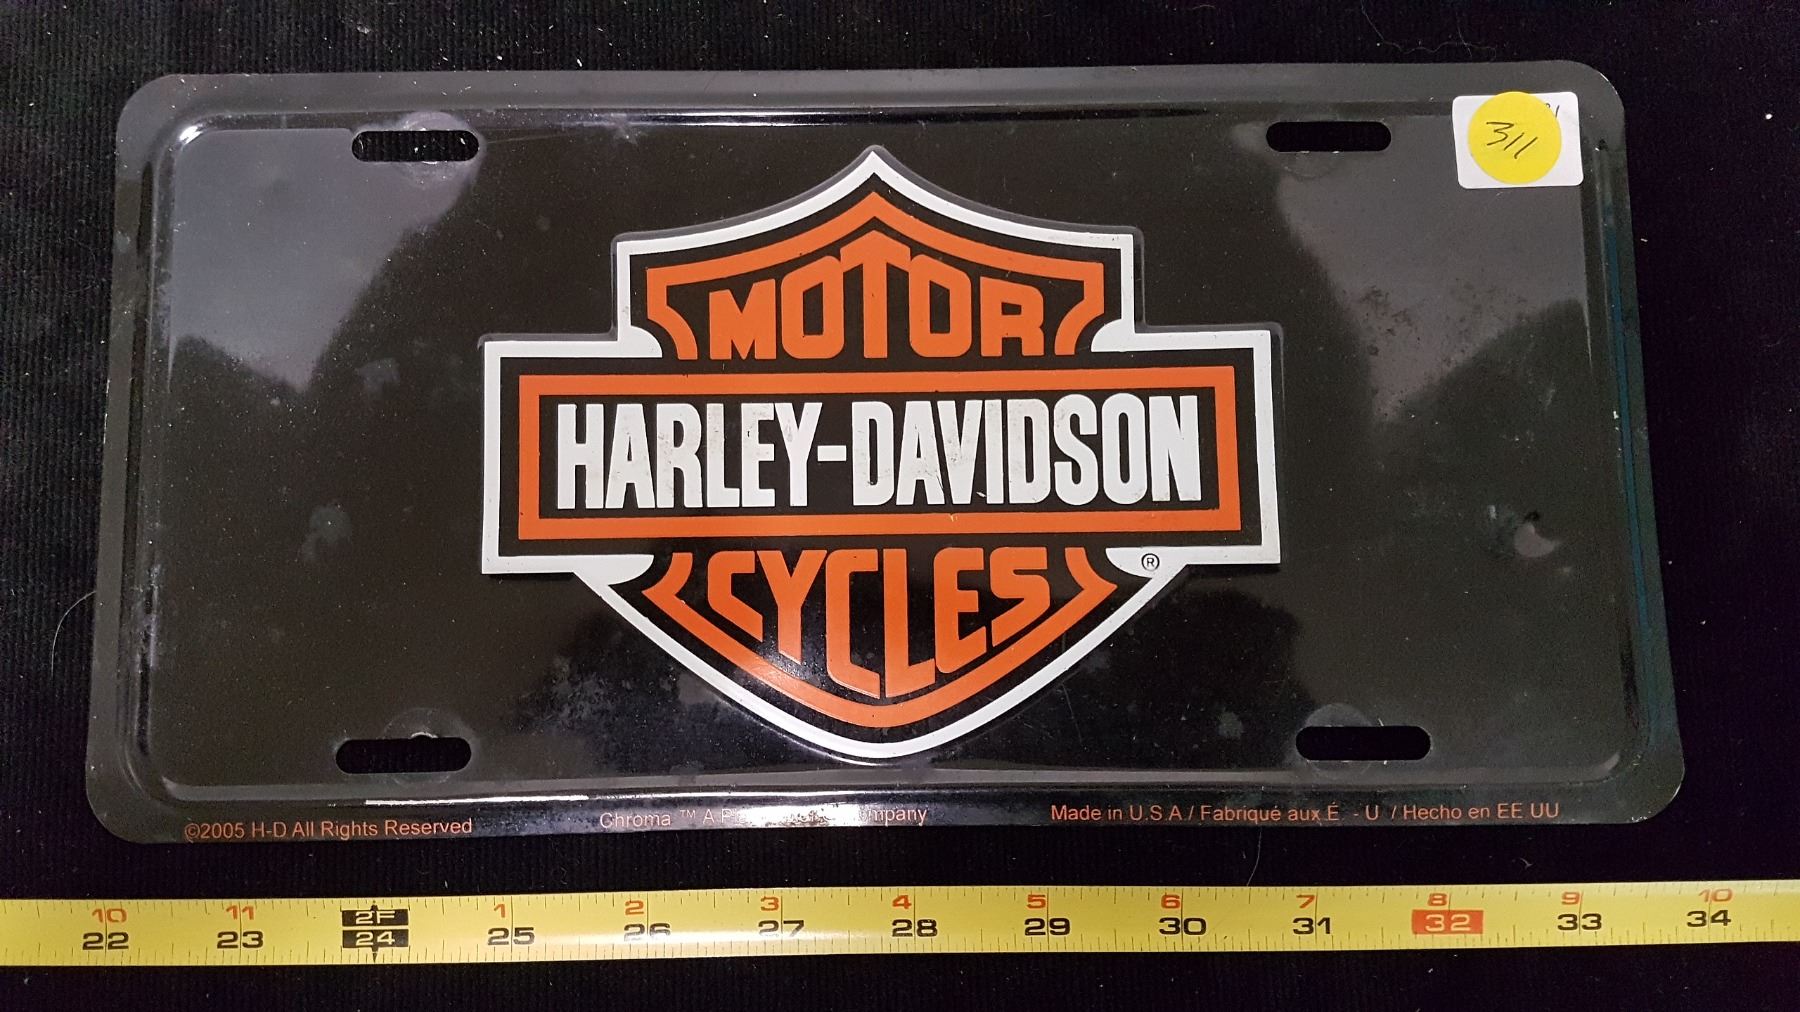 311
MOTOR
HARLEY-DAVIDSON
CYCLES ®
©2005 H-D All Rights Reserved
Chroma ™ A
Made in U.S.A / Fabriqué aux É - U / Hecho en EE UU
10 11 2F 1 2 3 4 5 6 7 8 9 10
22 23 24 25 26 27 28 29 30 31 32 33 34